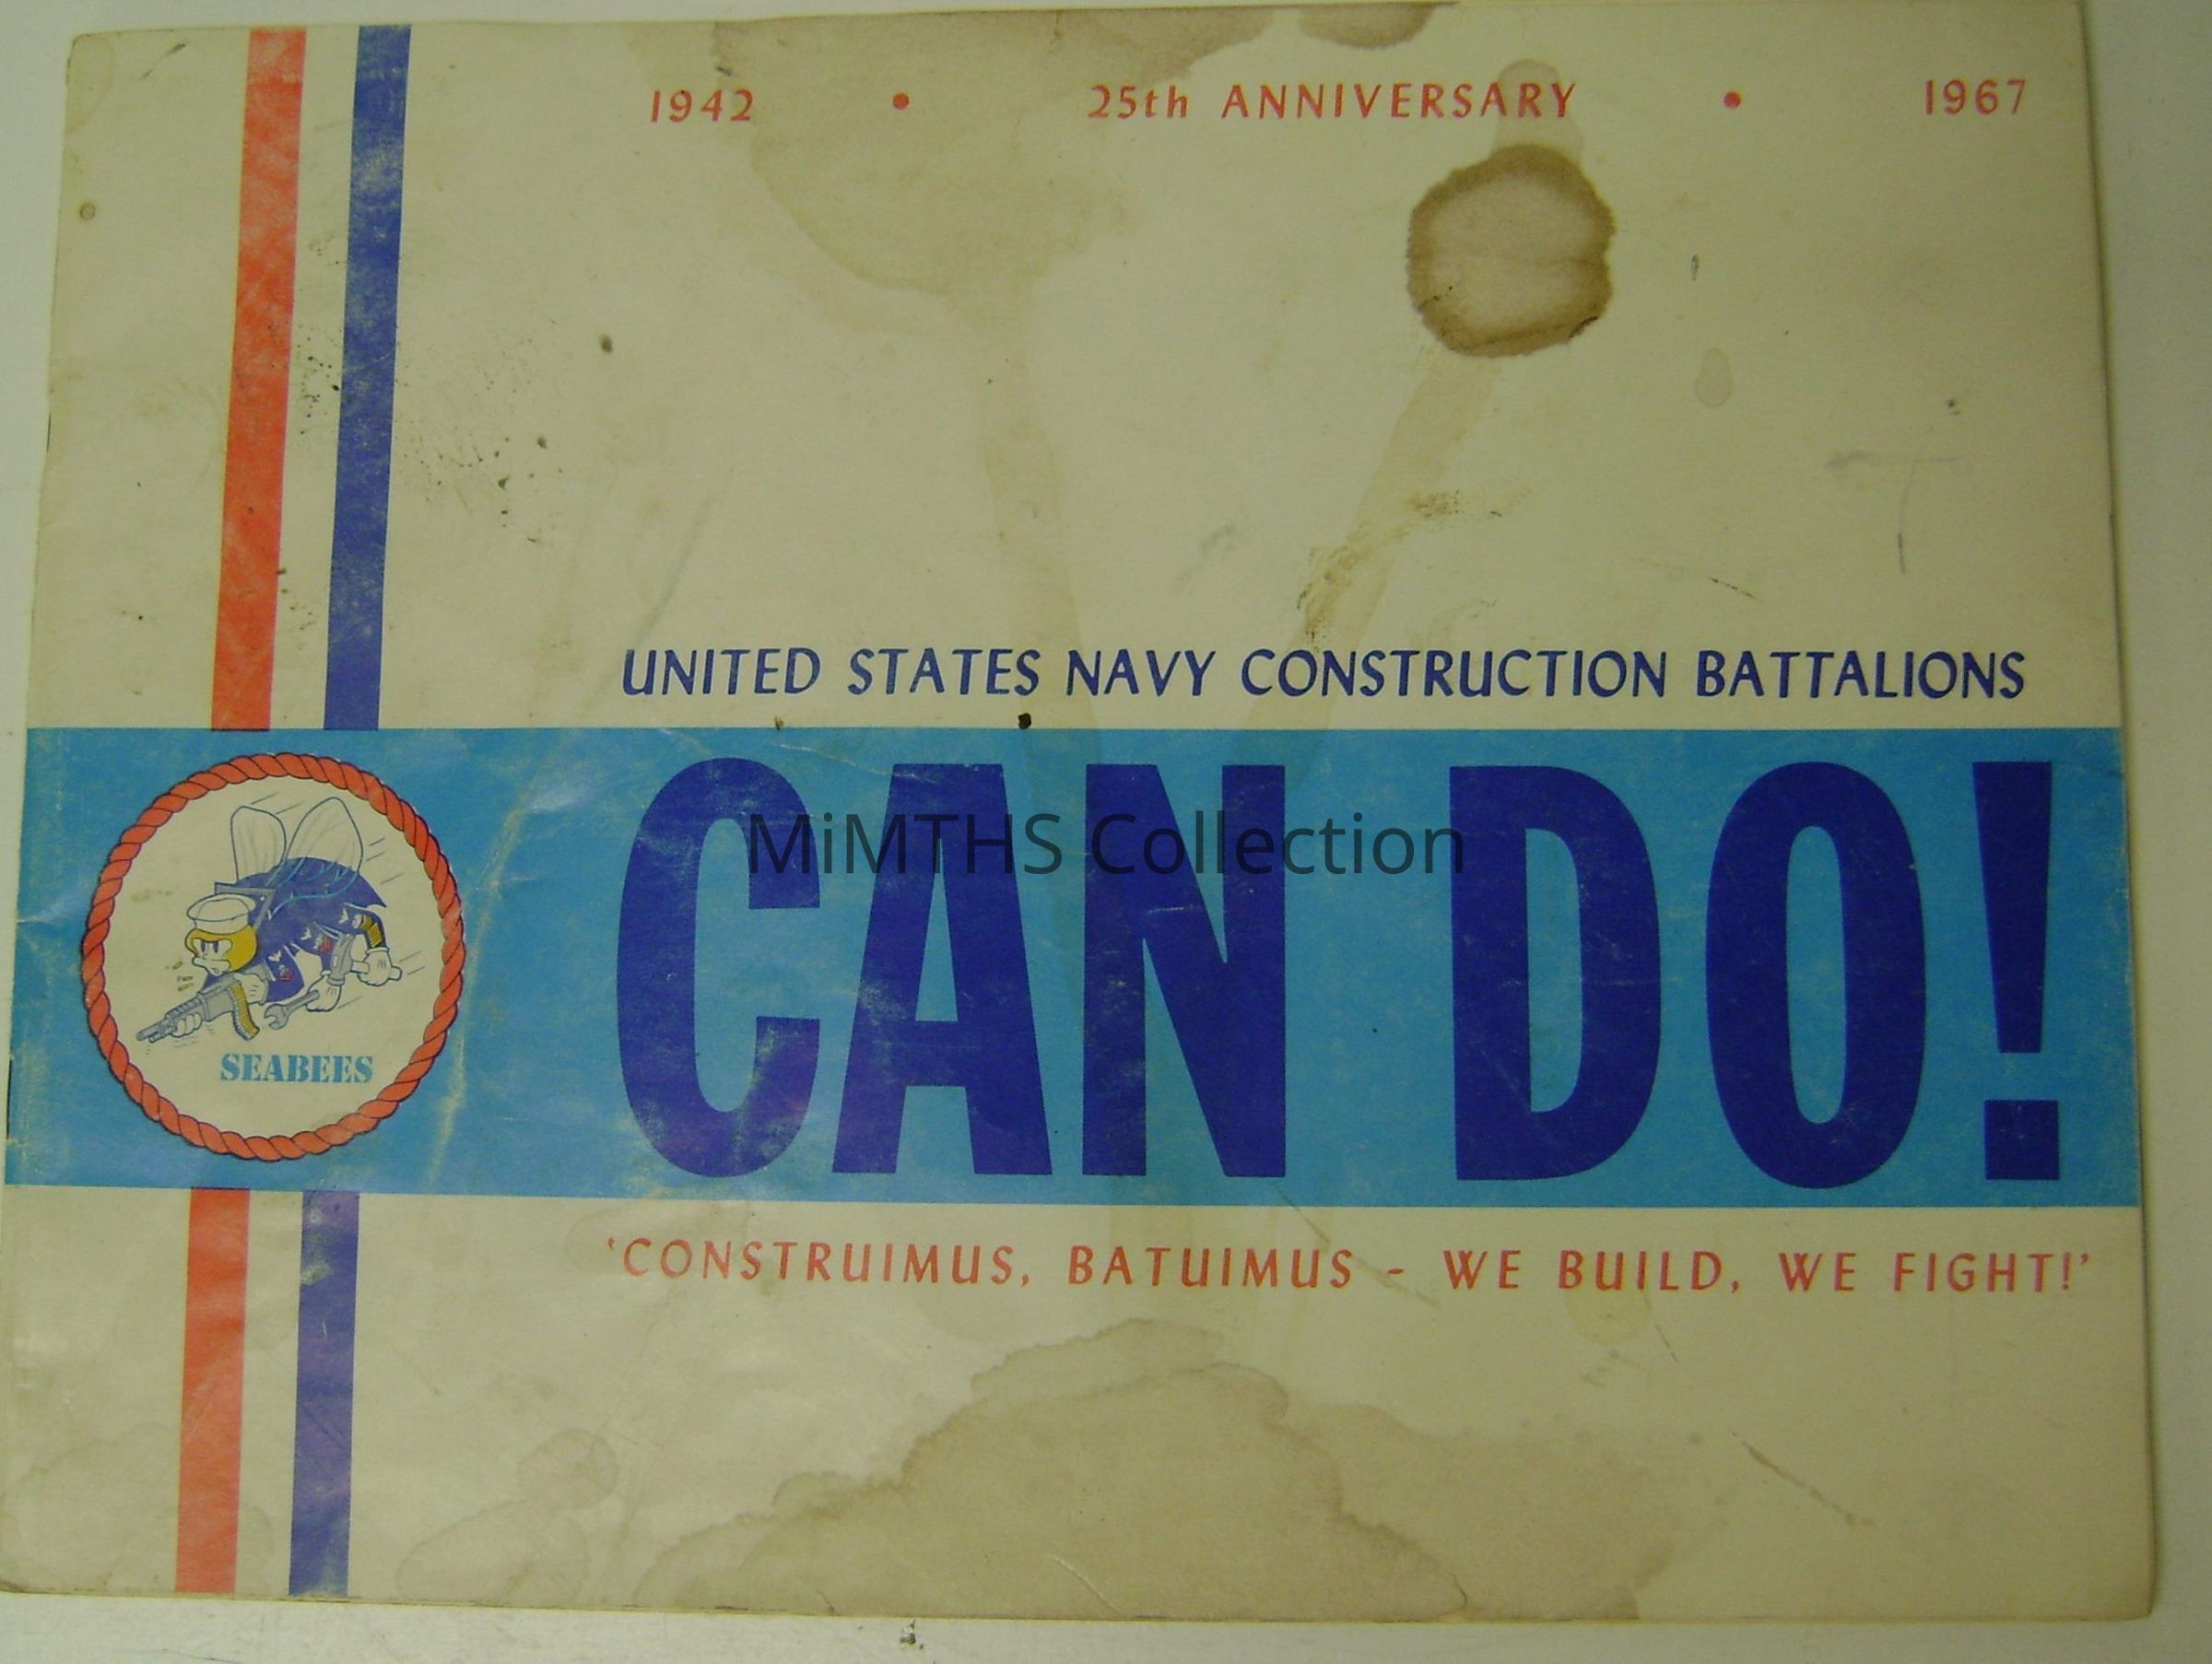 1942 • 25th ANNIVERSARY • 1967
UNITED STATES NAVY CONSTRUCTION BATTALIONS
CAN DO!
MiMTHS Collection
SEABEES
'CONSTRUIMUS, BATUIMUS - WE BUILD, WE FIGHT!'